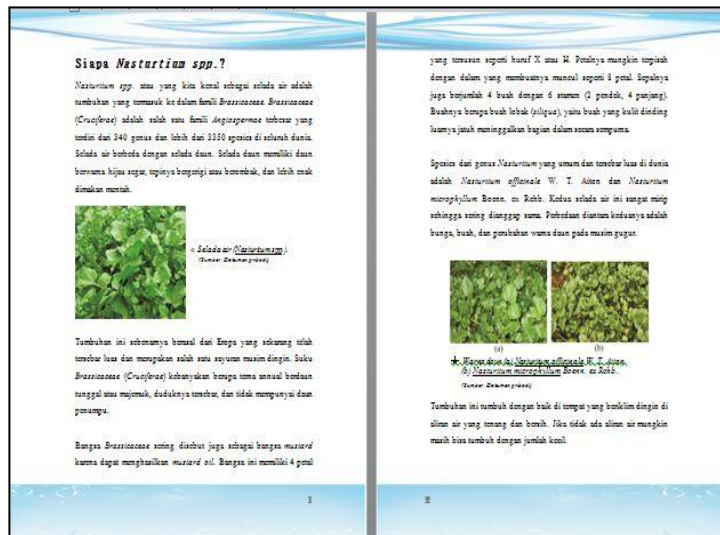 Siapa Nasturtium spp.?
Nasturtium spp. atau yang kita kenal sebagai selada air adalah
tumbuhan yang termasuk ke dalam famili Brassicaceae. Brassicaceae
(Cruciferae) adalah salah satu famili Angiospermae terbesar yang
terdiri dari 340 genus dan lebih dari 3350 spesies di seluruh dunia.
Selada air berbeda dengan selada daun. Selada daun memiliki daun
berwarna hijau segar, tepinya bergerigi atau berombak, dan lebih enak
dimakan mentah.
Selada air (Nasturtium spp.).
(Sumber: Dokumen pribadi)
Tumbuhan ini sebenarnya berasal dari Eropa yang sekarang telah
tersebar luas dan merupakan salah satu sayuran musim dingin. Suku
Brassicaceae (Cruciferae) kebanyakan berupa terna annual berdaun
tunggal atau majemuk, duduknya tersebar, dan tidak mempunyai daun
penumpu.
Bangsa Brassicaceae sering disebut juga sebagai bangsa mustard
karena dapat menghasilkan mustard oil. Bangsa ini memiliki 4 petal
1
yang tersusun seperti huruf X atau H. Petalnya mungkin terpisah
dengan dalam yang membuatnya muncul seperti 8 petal. Sepalnya
juga berjumlah 4 buah dengan 6 stamen (2 pendek, 4 panjang).
Buahnya berupa buah lobak (siliqua), yaitu buah yang kulit dinding
luarnya jatuh meninggalkan bagian dalam secara sempurna.
Spesies dari genus Nasturtium yang umum dan tersebar luas di dunia
adalah Nasturtium officinale W. T. Aiton dan Nasturtium
microphyllum Boenn. ex Rchb. Kedua selada air ini sangat mirip
sehingga sering dianggap sama. Perbedaan diantara keduanya adalah
bunga, buah, dan perubahan warna daun pada musim gugur.
(a) (b)
Warna daun (a) Nasturtium officinale W. T. Aiton,
(b) Nasturtium microphyllum Boenn. ex Rchb..
(Sumber: Dokumen pribadi)
Tumbuhan ini tumbuh dengan baik di tempat yang beriklim dingin di
aliran air yang tenang dan bersih. Jika tidak ada aliran air mungkin
masih bisa tumbuh dengan jumlah kecil.